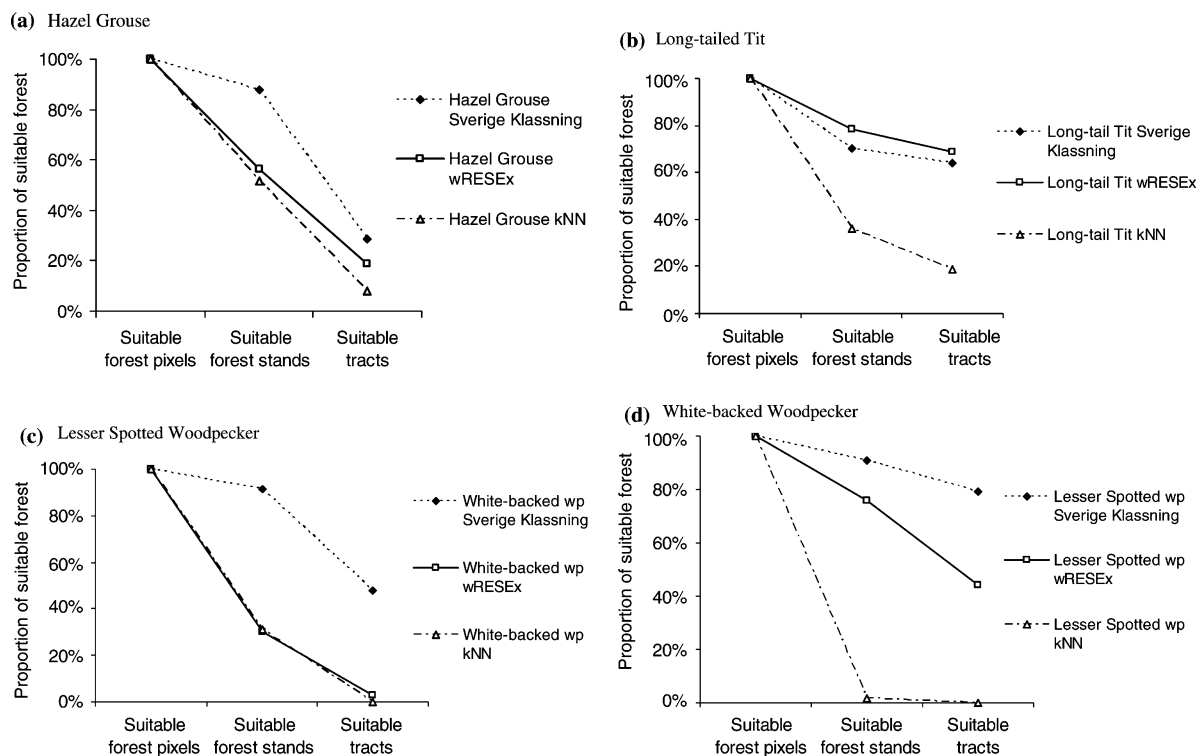 (a) Hazel Grouse
Proportion of suitable forest
100%
80%
60%
40%
20%
0%
Suitable
forest pixels
Suitable
forest stands
Suitable
tracts
Hazel Grouse
Sverige Klassning
Hazel Grouse
wRESEx
Hazel Grouse kNN
(b) Long-tailed Tit
Proportion of suitable forest
100%
80%
60%
40%
20%
0%
Suitable
forest pixels
Suitable
forest stands
Suitable
tracts
Long-tail Tit Sverige
Klassning
Long-tail Tit wRESEx
Long-tail Tit kNN
(c) Lesser Spotted Woodpecker
Proportion of suitable forest
100%
80%
60%
40%
20%
0%
Suitable
forest pixels
Suitable
forest stands
Suitable
tracts
White-backed wp
Sverige Klassning
White-backed wp
wRESEx
White-backed wp
kNN
(d) White-backed Woodpecker
Proportion of suitable forest
100%
80%
60%
40%
20%
0%
Suitable
forest pixels
Suitable
forest stands
Suitable
tracts
Lesser Spotted wp
Sverige Klassning
Lesser Spotted wp
wRESEx
Lesser Spotted wp
kNN